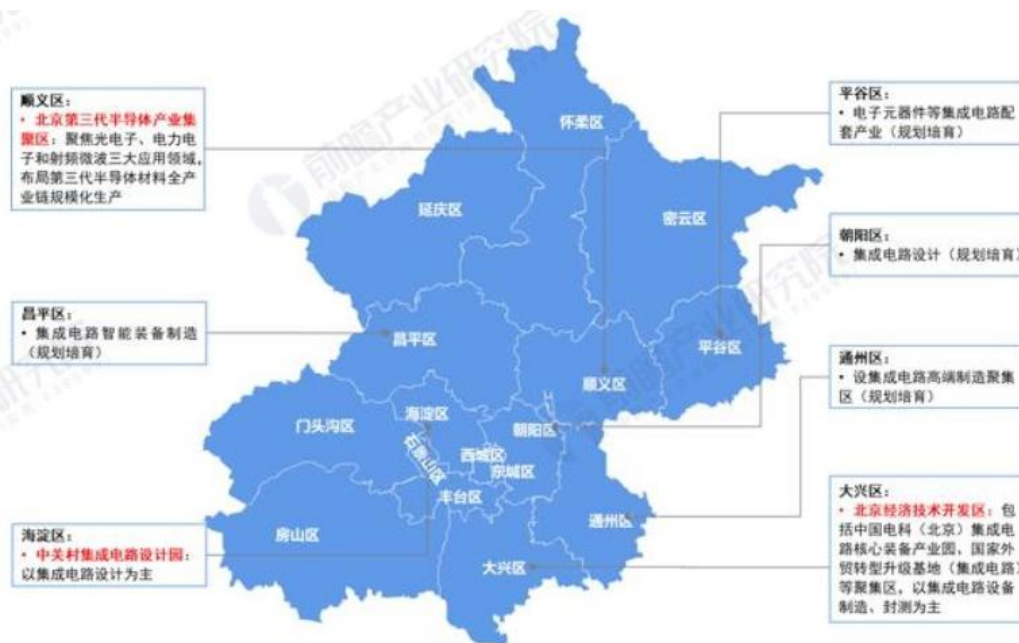 顺义区：
• 北京第三代半导体产业集
聚区：聚焦光电子、电力电
子和射频微波三大应用领域，
布局第三代半导体材料全产
业链规模化生产
昌平区：
• 集成电路智能装备制造
（规划培育）
海淀区：
• 中关村集成电路设计园：
以集成电路设计为主
怀柔区
延庆区
密云区
昌平区
平谷区
顺义区
门头沟区
海淀区
朝阳区
石景山区
西城区
东城区
丰台区
房山区
通州区
大兴区
平谷区：
• 电子元器件等集成电路配
套产业（规划培育）
朝阳区：
• 集成电路设计（规划培育）
通州区：
• 设集成电路高端制造聚集
区（规划培育）
大兴区：
• 北京经济技术开发区：包
括中国电科（北京）集成电
路核心装备产业园、国家外
贸转型升级基地（集成电路）
等聚集区，以集成电路设备
制造、封测为主
前瞻产业研究院